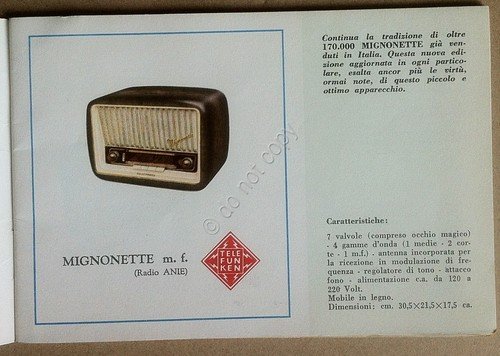 Continua la tradizione di oltre
170.000 MIGNONETTE già ven-
duti in Italia. Questa nuova edi-
zione aggiornata in ogni partico-
lare, esalta ancor più le virtù,
ormai note, di questo piccolo e
ottimo apparecchio.
MIGNONETTE m. f.
(Radio ANIE)
TELE
FUN
KEN
Caratteristiche:
7 valvole (compreso occhio magico)
- 4 gamme d'onda (1 medie - 2 cor-
te - 1 m.f.) - antenna incorporata per
la ricezione in modulazione di fre-
quenza - regolatore di tono - attacco
fono - alimentazione c.a. da 120 a
220 Volt.
Mobile in legno.
Dimensioni: cm. 30,5×21,5×17,5 ca.
© do not copy